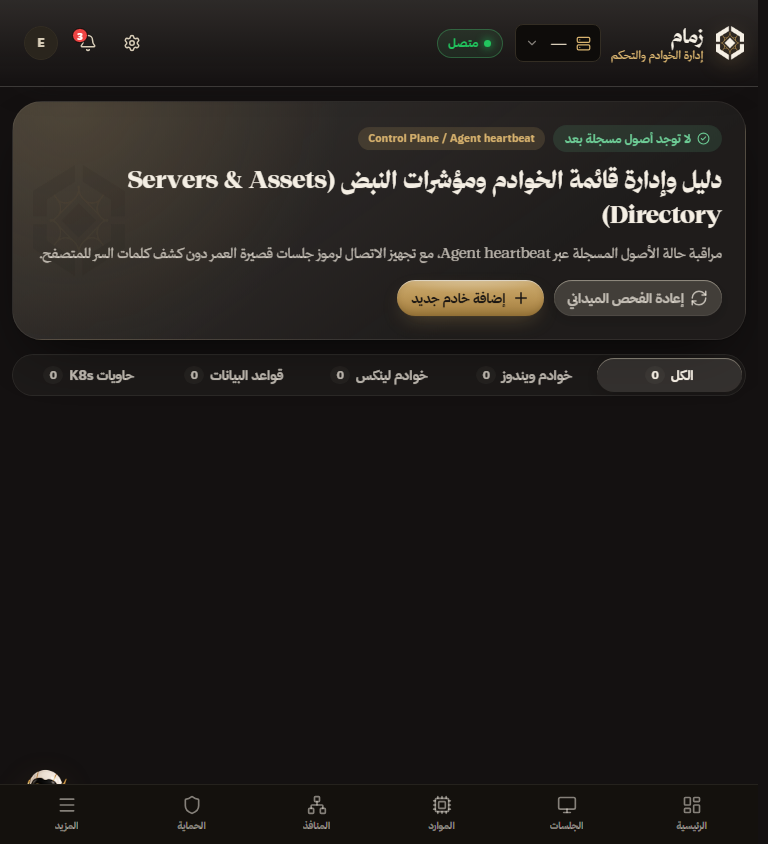 زمام
إدارة الخوادم والتحكم
—
متصل
3
E
لا توجد أصول مسجلة بعد
Control Plane / Agent heartbeat
دليل وإدارة قائمة الخوادم ومؤشرات النبض (Servers & Assets
Directory)
مراقبة حالة الأصول المسجلة عبر Agent heartbeat، مع تجهيز الاتصال لرموز جلسات قصيرة العمر دون كشف كلمات السر للمتصفح.
إعادة الفحص الميداني
إضافة خادم جديد
الكل 0
خوادم ويندوز 0
خوادم لينكس 0
قواعد البيانات 0
حاويات K8s 0
الرئيسية
الجلسات
الموارد
المنافذ
الحماية
المزيد